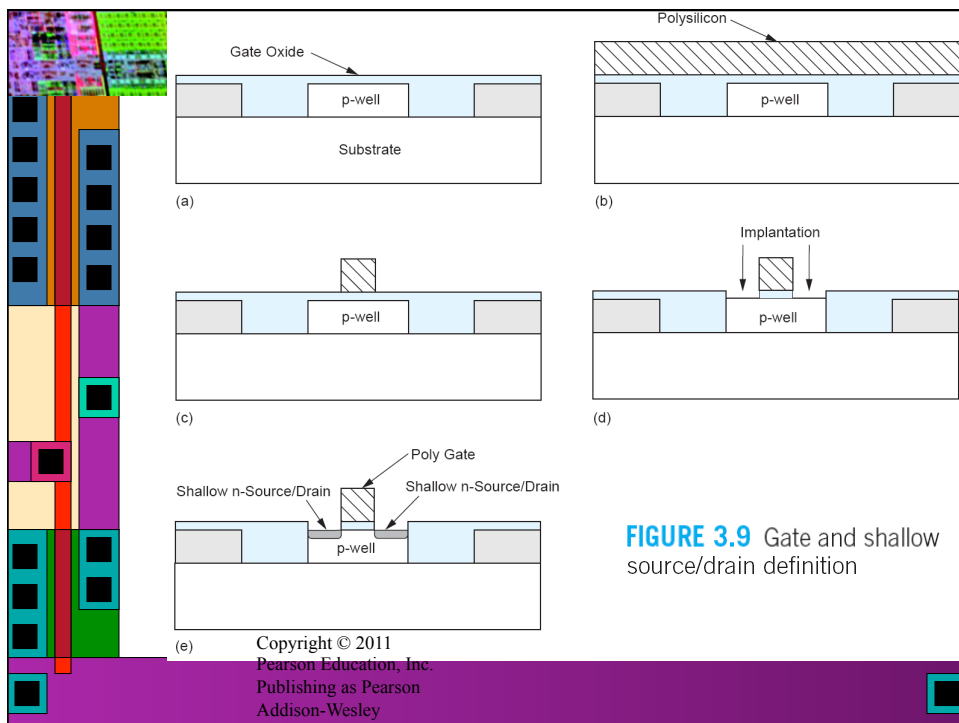 Gate Oxide
p-well
Substrate
(a)
Polysilicon
p-well
(b)
p-well
(c)
Implantation
p-well
(d)
Poly Gate
Shallow n-Source/Drain
Shallow n-Source/Drain
p-well
(e)
FIGURE 3.9 Gate and shallow
source/drain definition
Copyright © 2011
Pearson Education, Inc.
Publishing as Pearson
Addison-Wesley